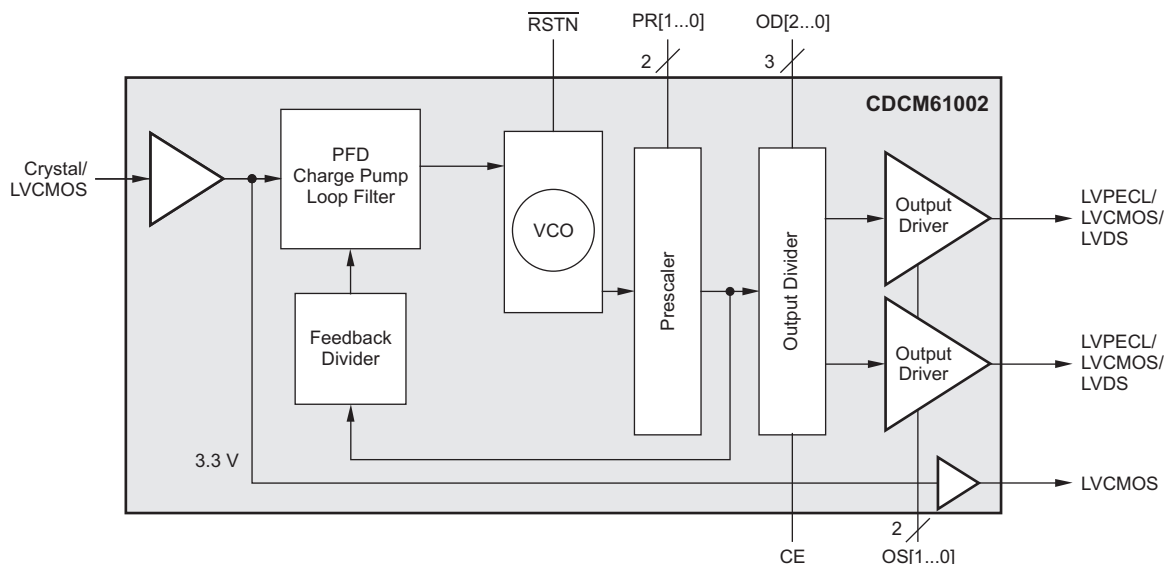 RSTN
PR[1...0]
OD[2...0]
2
3
CDCM61002
Crystal/
LVCMOS
PFD
Charge Pump
Loop Filter
VCO
Feedback
Divider
Prescaler
Output Divider
Output
Driver
LVPECL/
LVCMOS/
LVDS
Output
Driver
LVPECL/
LVCMOS/
LVDS
3.3 V
LVCMOS
2
CE
OS[1...0]